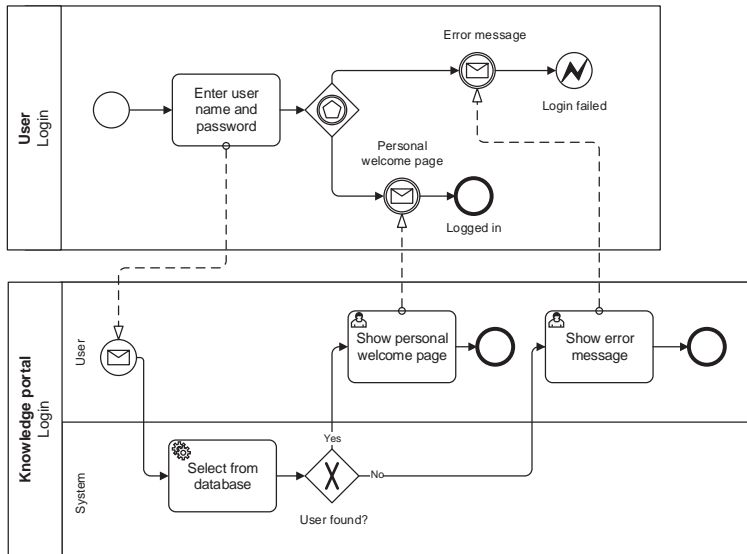 User
Login
Enter user
name and
password
Error message
Login failed
Personal
welcome page
Logged in
Knowledge portal
Login
User
System
Show personal
welcome page
Show error
message
Select from
database
Yes
No
User found?